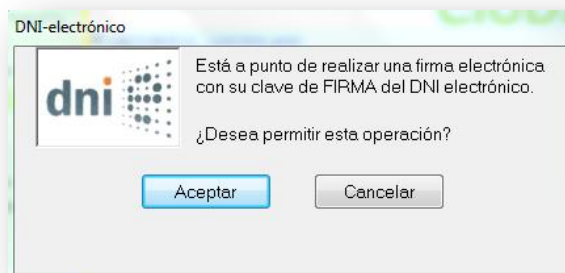 DNI-electrónico
dni
Está a punto de realizar una firma electrónica
con su clave de FIRMA del DNI electrónico.
¿Desea permitir esta operación?
Aceptar
Cancelar